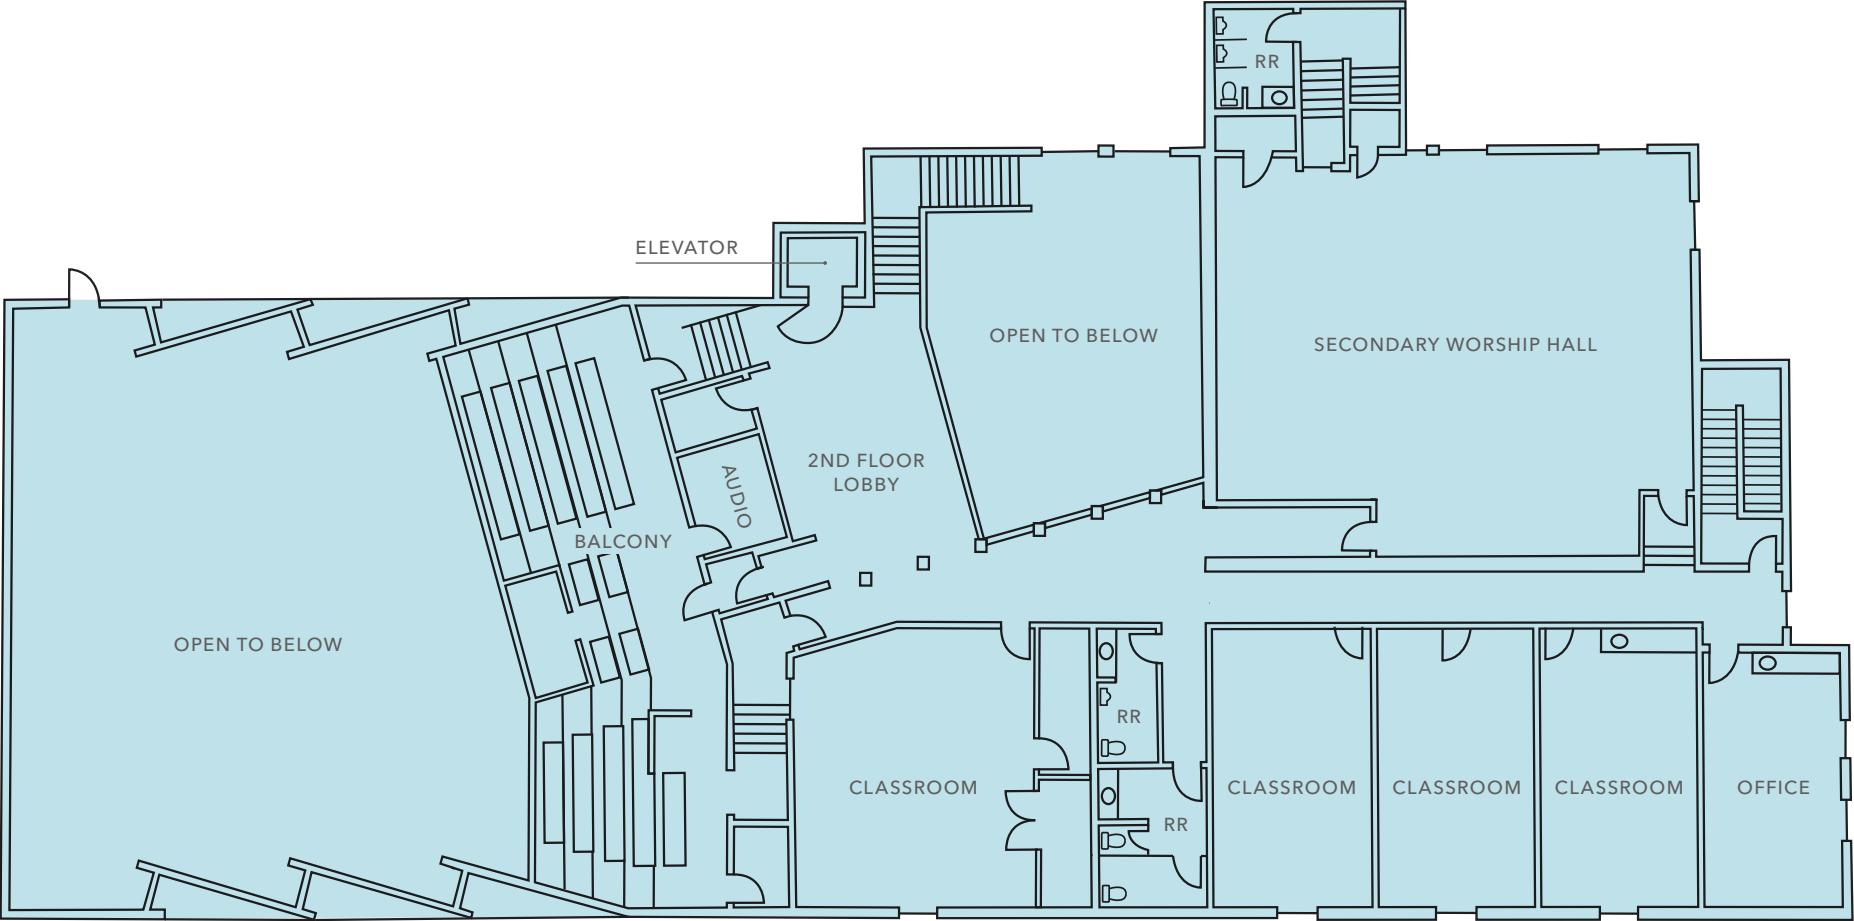 RR
ELEVATOR
OPEN TO BELOW
SECONDARY WORSHIP HALL
2ND FLOOR
LOBBY
AUDIO
BALCONY
OPEN TO BELOW
RR
CLASSROOM
CLASSROOM
CLASSROOM
CLASSROOM
OFFICE
RR